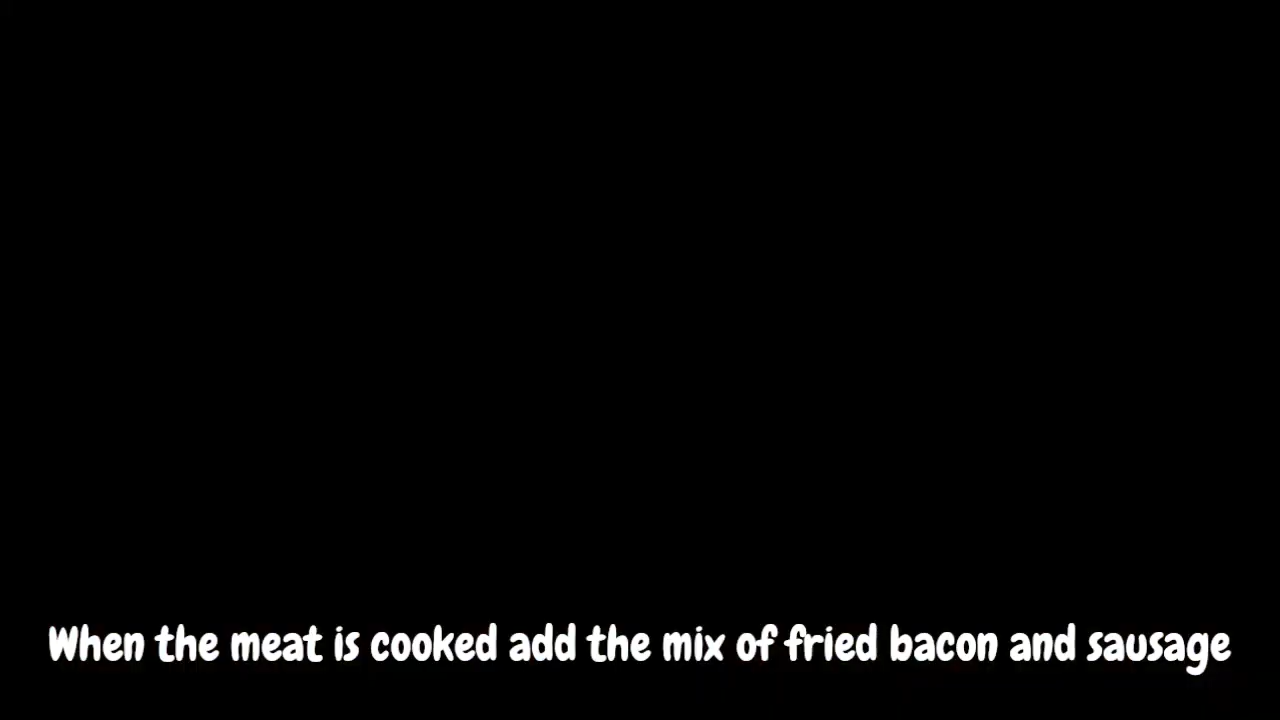 When the meat is cooked add the mix of fried bacon and sausage